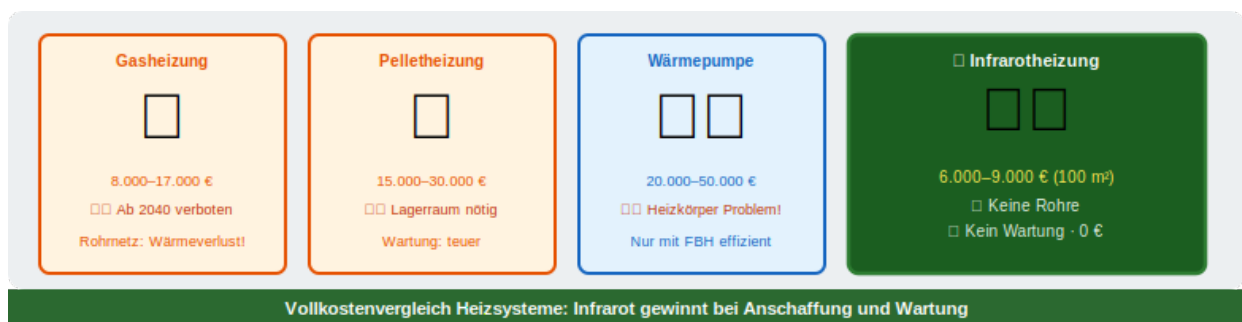 Gasheizung
8.000–17.000 €
Ab 2040 verboten
Rohrnetz: Wärmeverlust!
Pelletheizung
15.000–30.000 €
Lagerraum nötig
Wartung: teuer
Wärmepumpe
20.000–50.000 €
Heizkörper Problem!
Nur mit FBH effizient
Infrarotheizung
6.000–9.000 € (100 m²)
Keine Rohre
Kein Wartung · 0 €
Vollkostenvergleich Heizsysteme: Infrarot gewinnt bei Anschaffung und Wartung